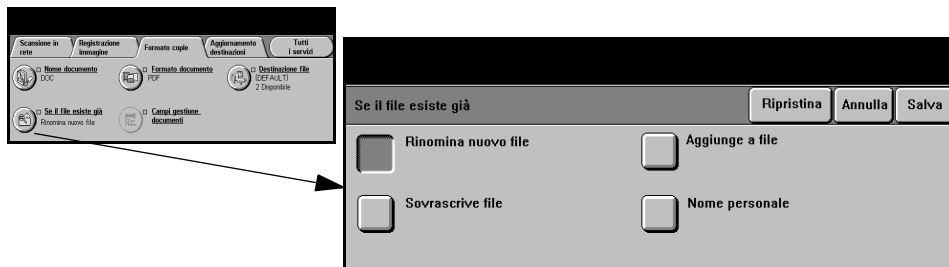 Scansione in rete
Registrazione immagine
Formato copie
Aggiornamento destinazioni
Tutti i servizi
Nome documento
DOC
Formato documento
PDF
Destinazione file
(DEFAULT)
2 Disponibile
Se il file esiste già
Rinomina nuovo file
Campi gestione documenti
Se il file esiste già
Ripristina
Annulla
Salva
Rinomina nuovo file
Aggiunge a file
Sovrascrive file
Nome personale